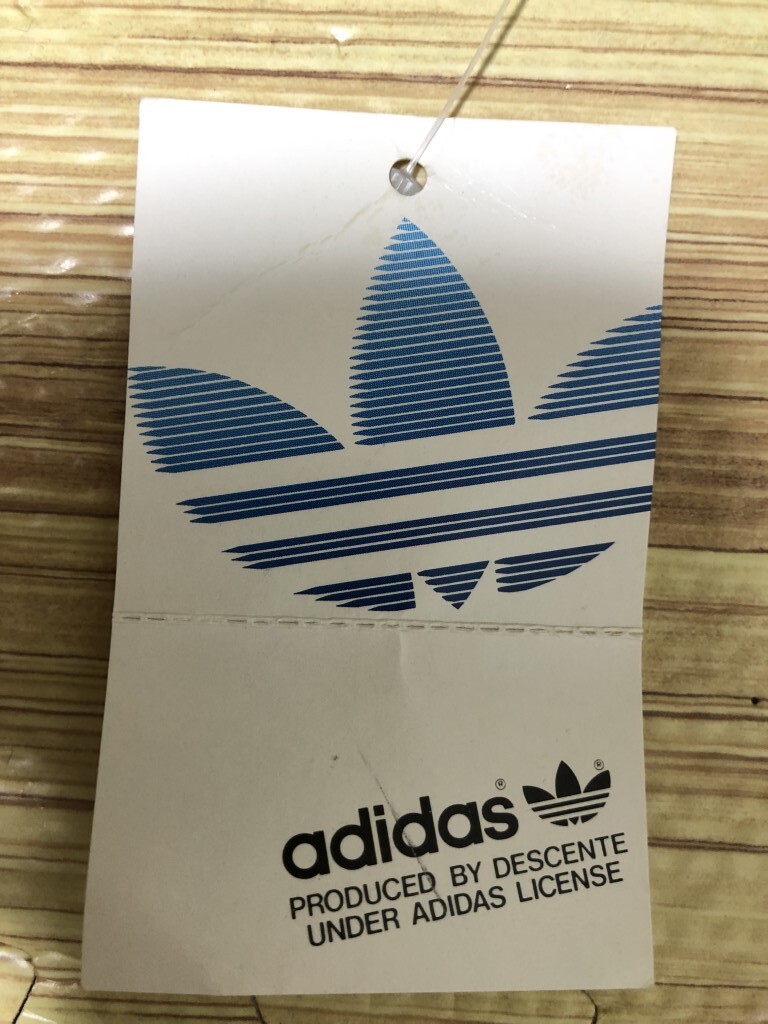 adidas® ®
PRODUCED BY DESCENTE
UNDER ADIDAS LICENSE